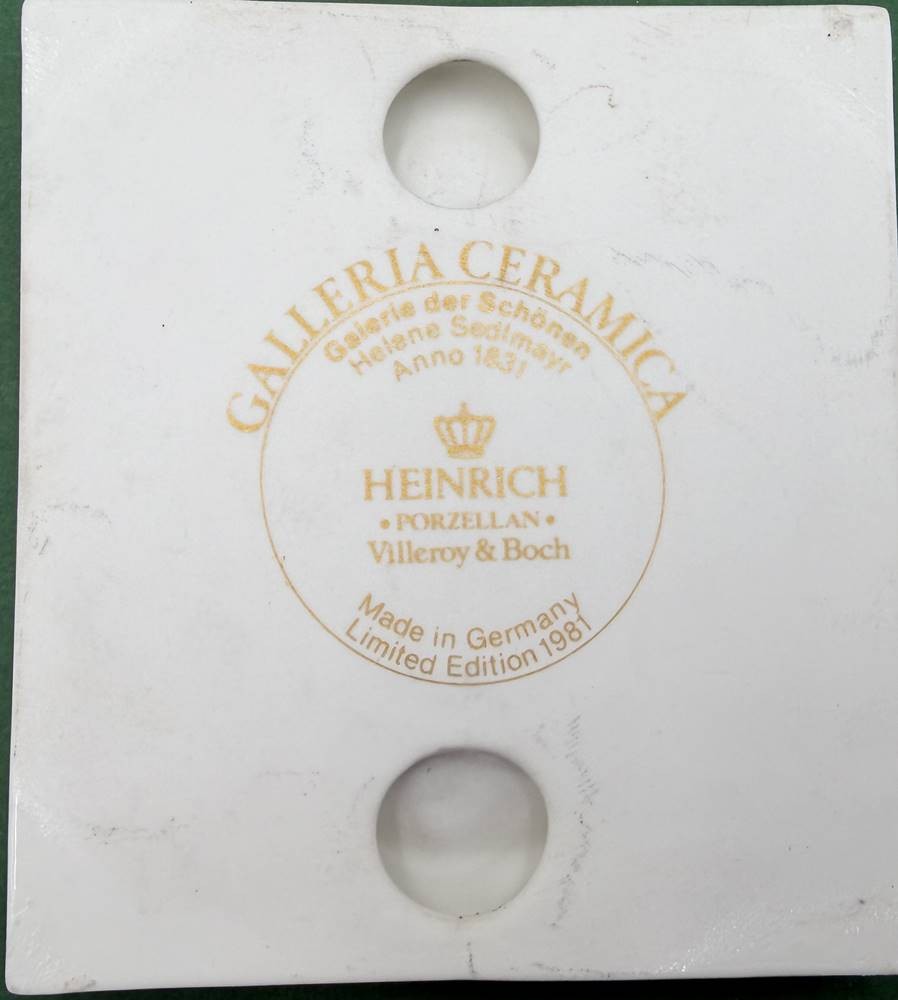 GALLERIA CERAMICA
Galerie der Schönen
Helene Sedlmayr
Anno 1831
HEINRICH
• PORZELLAN •
Villeroy & Boch
Made in Germany
Limited Edition 1981